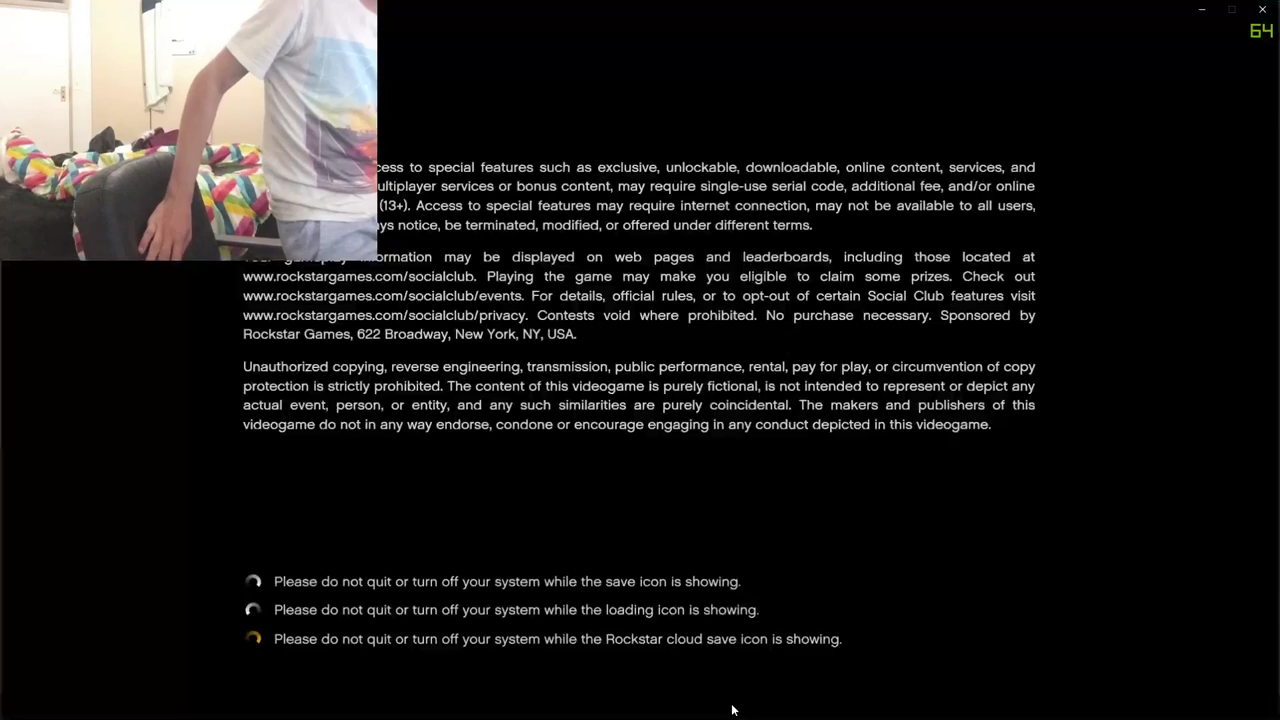 64
to special features such as exclusive, unlockable, downloadable, online content, services, and
multiplayer services or bonus content, may require single-use serial code, additional fee, and/or online
(13+). Access to special features may require internet connection, may not be available to all users,
notice, be terminated, modified, or offered under different terms.
information may be displayed on web pages and leaderboards, including those located at
www.rockstargames.com/socialclub. Playing the game may make you eligible to claim some prizes. Check out
www.rockstargames.com/socialclub/events. For details, official rules, or to opt-out of certain Social Club features visit
www.rockstargames.com/socialclub/privacy. Contests void where prohibited. No purchase necessary. Sponsored by
Rockstar Games, 622 Broadway, New York, NY, USA.
Unauthorized copying, reverse engineering, transmission, public performance, rental, pay for play, or circumvention of copy
protection is strictly prohibited. The content of this videogame is purely fictional, is not intended to represent or depict any
actual event, person, or entity, and any such similarities are purely coincidental. The makers and publishers of this
videogame do not in any way endorse, condone or encourage engaging in any conduct depicted in this videogame.
Please do not quit or turn off your system while the save icon is showing.
Please do not quit or turn off your system while the loading icon is showing.
Please do not quit or turn off your system while the Rockstar cloud save icon is showing.